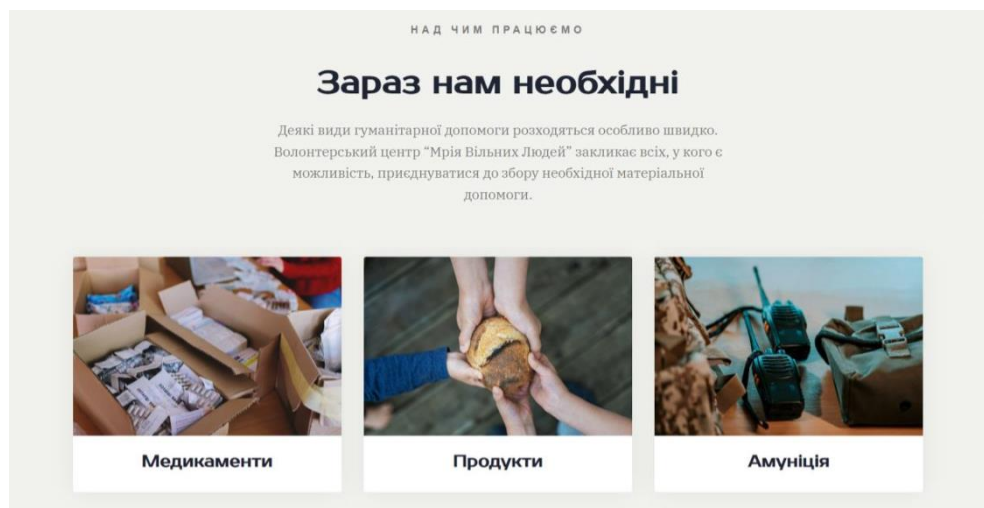 НАД ЧИМ ПРАЦЮЄМО
Зараз нам необхідні
Деякі види гуманітарної допомоги розходяться особливо швидко.
Волонтерський центр “Мрія Вільних Людей” закликає всіх, у кого є
можливість, приєднуватися до збору необхідної матеріальної
допомоги.
Медикаменти
Продукти
Амуніція